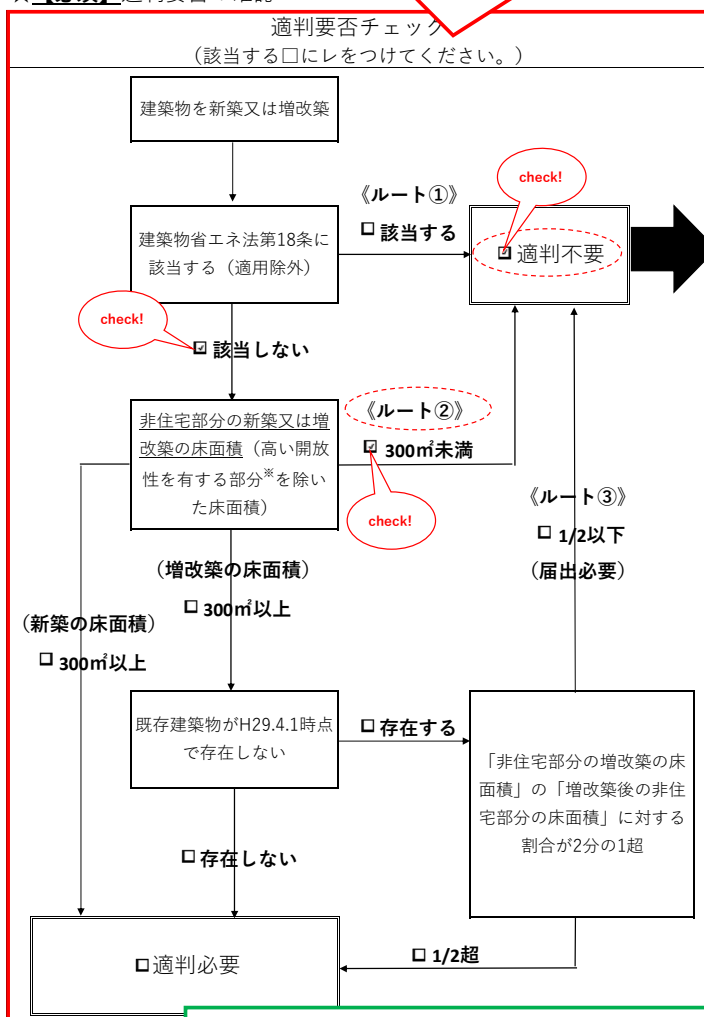 適判要否チェック
(該当する□にレをつけてください。)
建築物を新築又は増改築
check!
《ルート①》
□ 該当する
建築物省エネ法第18条に
該当する（適用除外）
□ 適判不要
check!
☑ 該当しない
非住宅部分の新築又は増
改築の床面積（高い開放
性を有する部分※を除い
た床面積）
《ルート②》
☑ 300㎡未満
check!
《ルート③》
□ 1/2以下
（届出必要）
（増改築の床面積）
□ 300㎡以上
（新築の床面積）
□ 300㎡以上
既存建築物がH29.4.1時点
で存在しない
□ 存在する
「非住宅部分の増改築の床
面積」の「増改築後の非住
宅部分の床面積」に対する
割合が2分の1超
□ 存在しない
□ 1/2超
□適判必要